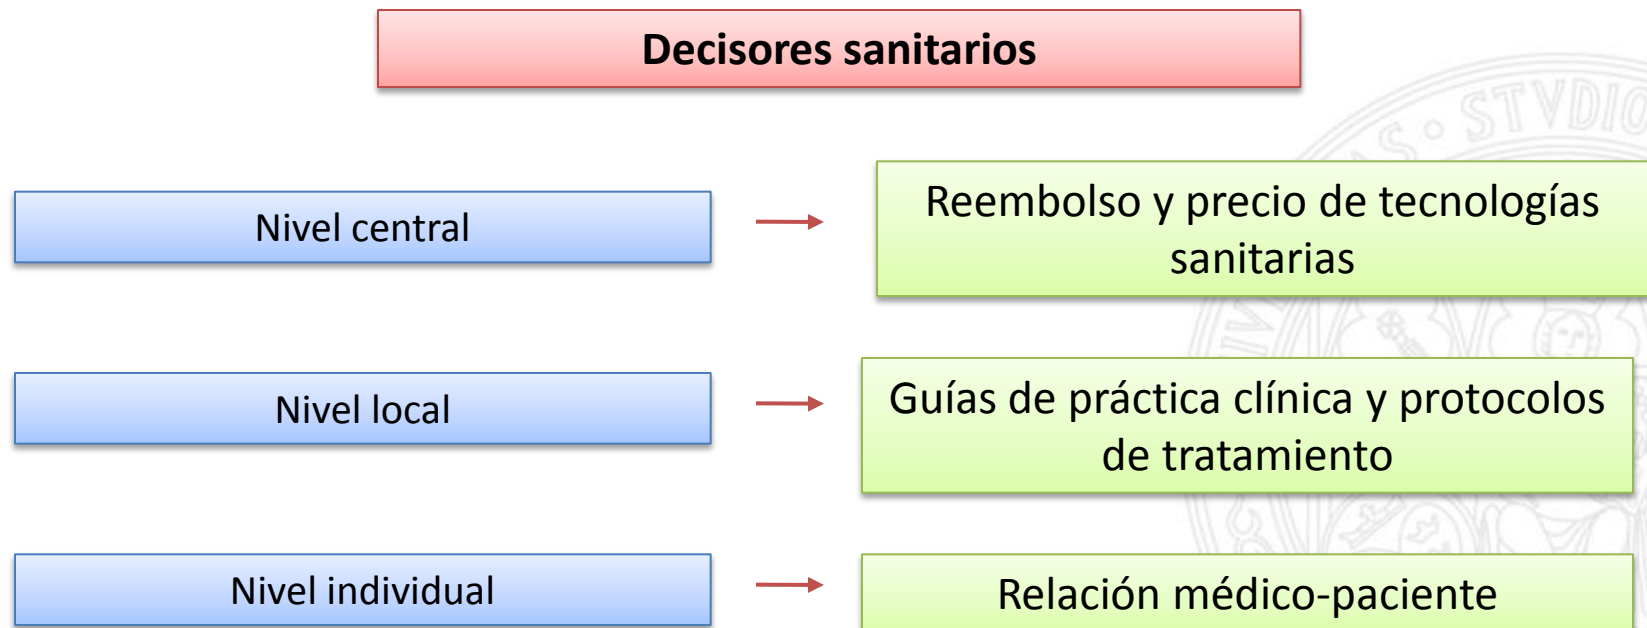 Decisores sanitarios
Nivel central
Reembolso y precio de tecnologías
sanitarias
Nivel local
Guías de práctica clínica y protocolos
de tratamiento
Nivel individual
Relación médico-paciente
STVDIO